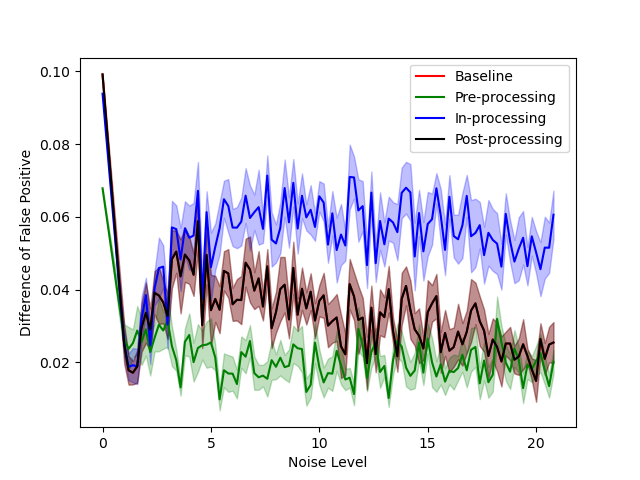 Difference of False Positive
0.10
0.08
0.06
0.04
0.02
Baseline
Pre-processing
In-processing
Post-processing
0
5
10
15
20
Noise Level